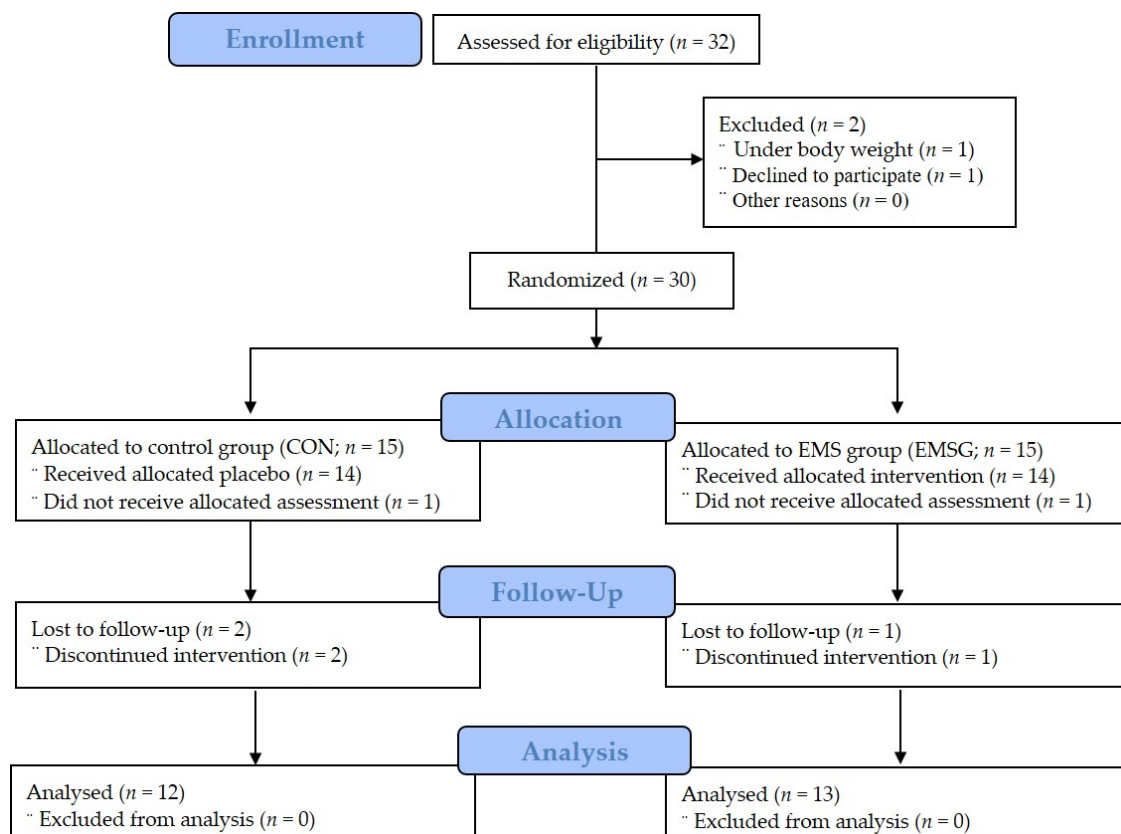 Enrollment
Assessed for eligibility (n = 32)
Excluded (n = 2)
¨ Under body weight (n = 1)
¨ Declined to participate (n = 1)
¨ Other reasons (n = 0)
Randomized (n = 30)
Allocation
Allocated to control group (CON; n = 15)
¨ Received allocated placebo (n = 14)
¨ Did not receive allocated assessment (n = 1)
Allocated to EMS group (EMSG; n = 15)
¨ Received allocated intervention (n = 14)
¨ Did not receive allocated assessment (n = 1)
Follow-Up
Lost to follow-up (n = 2)
¨ Discontinued intervention (n = 2)
Lost to follow-up (n = 1)
¨ Discontinued intervention (n = 1)
Analysis
Analysed (n = 12)
¨ Excluded from analysis (n = 0)
Analysed (n = 13)
¨ Excluded from analysis (n = 0)